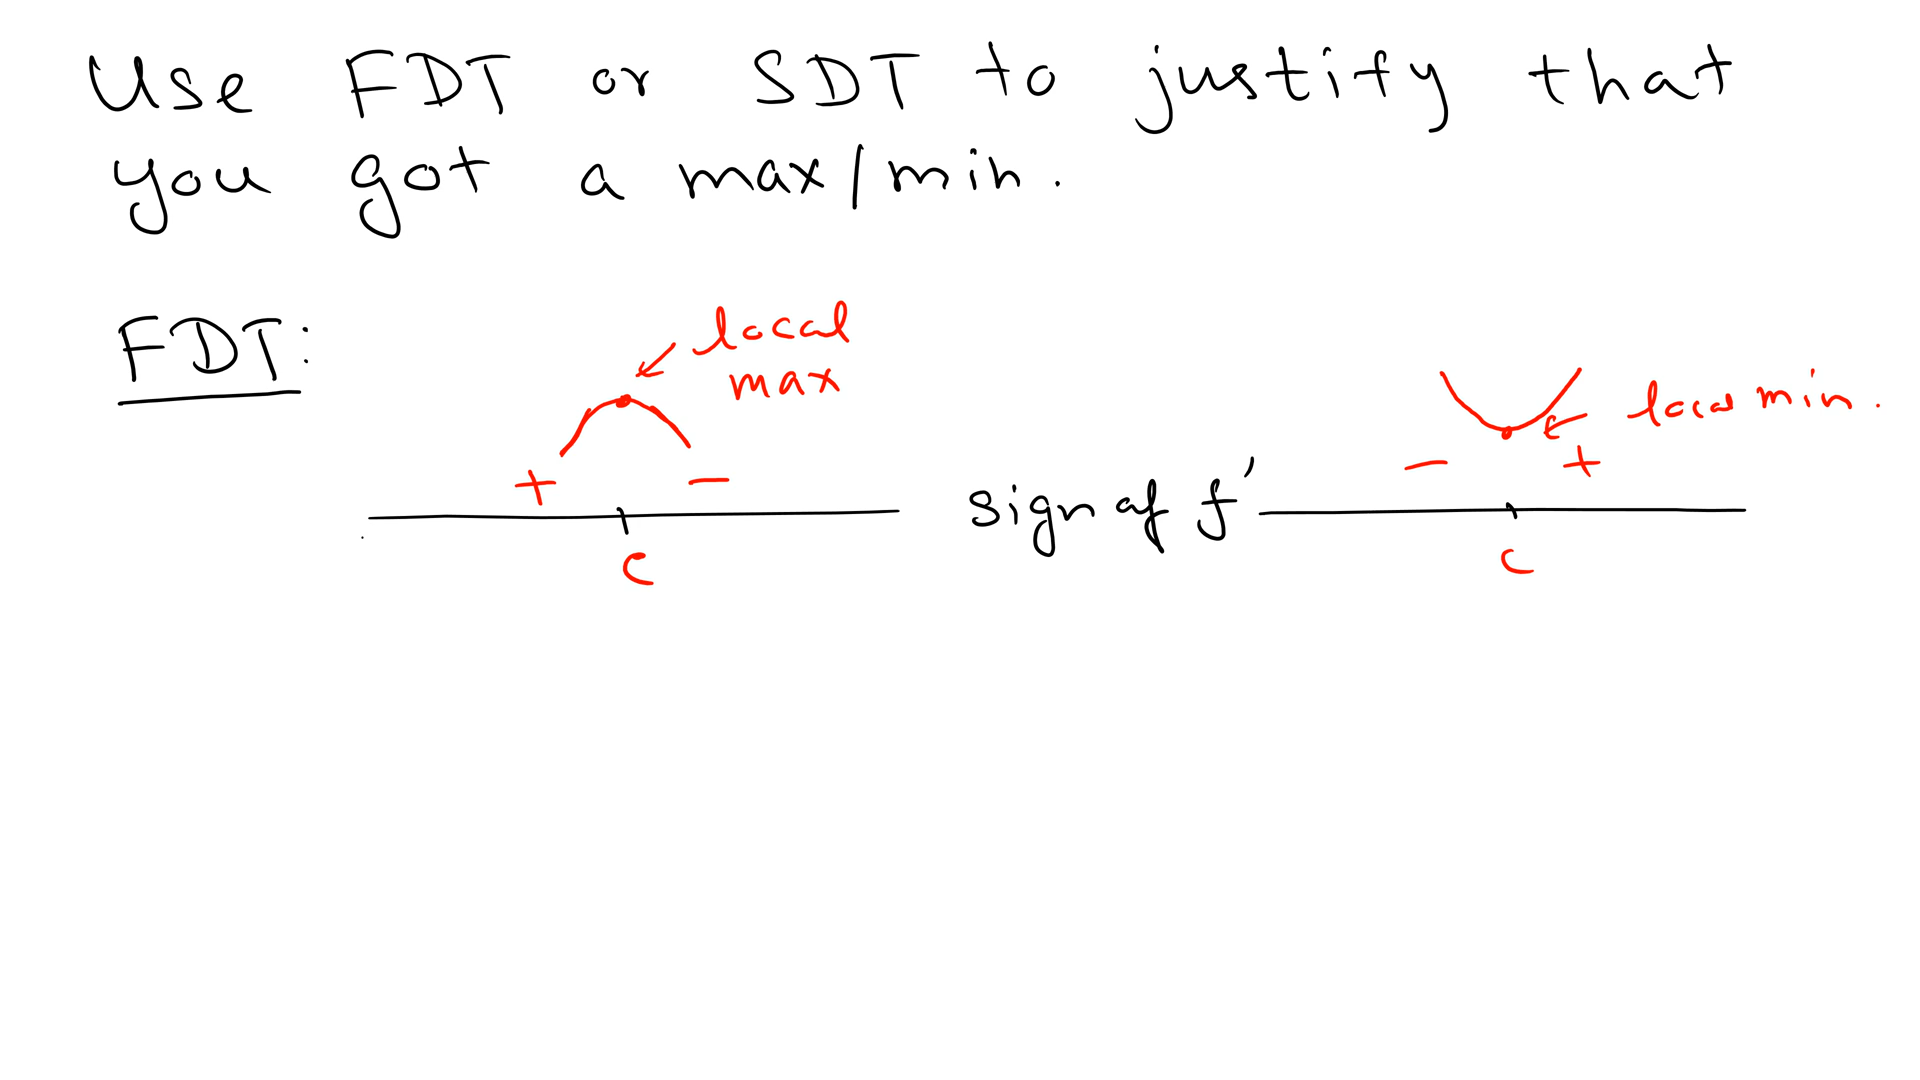 Use FDT or SDT to justify that
you got a max/min.
FDT:
local
max
local min.
+ −
sign of f'
− +
c
c